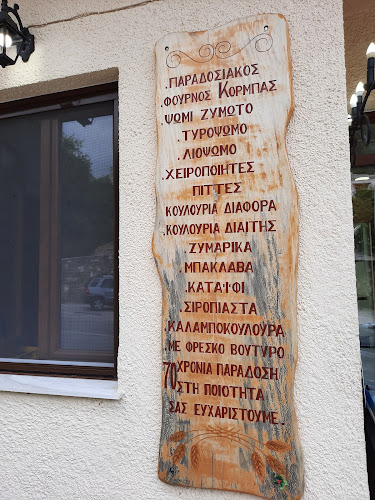 .ΠΑΡΑΔΟΣΙΑΚΟΣ
.ΦΟΥΡΝΟΣ ΚΟΡΜΠΑΣ
.ΨΩΜΙ ΖΥΜΩΤΟ
.ΤΥΡΟΨΩΜΟ
.ΛΙΟΨΩΜΟ
.ΧΕΙΡΟΠΟΙΗΤΕΣ
ΠΙΤΤΕΣ
ΚΟΥΛΟΥΡΙΑ ΔΙΑΦΟΡΑ
.ΚΟΥΛΟΥΡΙΑ ΔΙΑΙΤΗΣ
.ΖΥΜΑΡΙΚΑ
.ΜΠΑΚΛΑΒΑ
.ΚΑΤΑΪΦΙ
.ΣΙΡΟΠΙΑΣΤΑ
.ΚΑΛΑΜΠΟΚΟΥΛΟΥΡΑ
ΜΕ ΦΡΕΣΚΟ ΒΟΥΤΥΡΟ
70 ΧΡΟΝΙΑ ΠΑΡΑΔΟΣΗ
ΣΤΗ ΠΟΙΟΤΗΤΑ
ΣΑΣ ΕΥΧΑΡΙΣΤΟΥΜΕ.